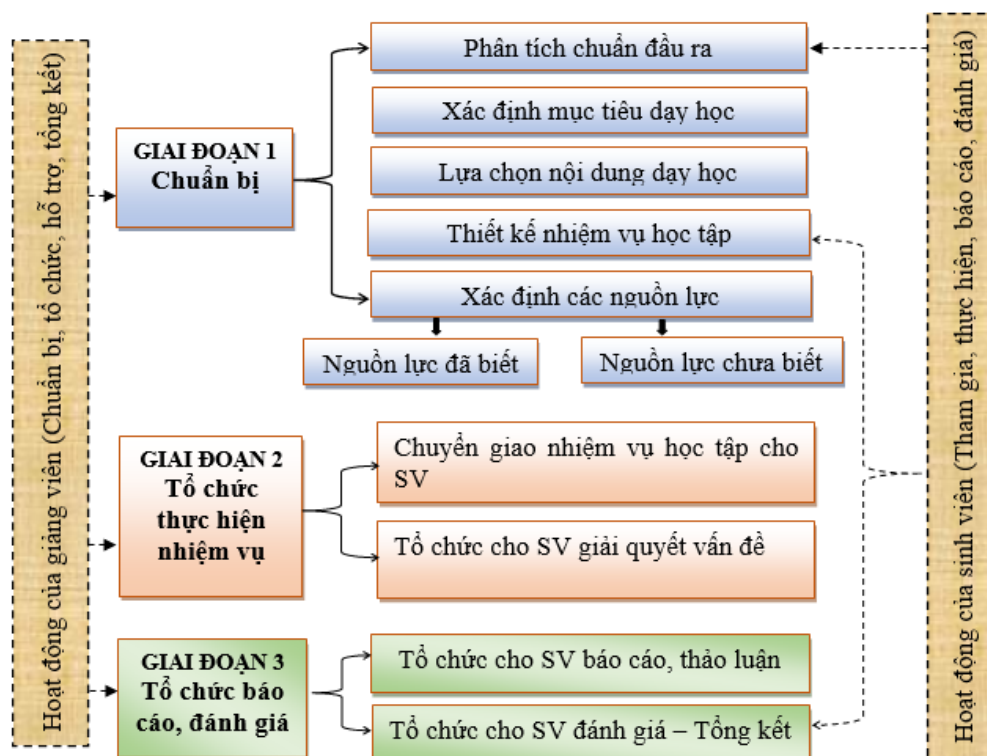 Hoạt động của giảng viên (Chuẩn bị, tổ chức, hỗ trợ, tổng kết)
GIAI ĐOẠN 1
Chuẩn bị
Phân tích chuẩn đầu ra
Xác định mục tiêu dạy học
Lựa chọn nội dung dạy học
Thiết kế nhiệm vụ học tập
Xác định các nguồn lực
Nguồn lực đã biết
Nguồn lực chưa biết
GIAI ĐOẠN 2
Tổ chức
thực hiện
nhiệm vụ
Chuyển giao nhiệm vụ học tập cho
SV
Tổ chức cho SV giải quyết vấn đề
GIAI ĐOẠN 3
Tổ chức báo
cáo, đánh giá
Tổ chức cho SV báo cáo, thảo luận
Tổ chức cho SV đánh giá – Tổng kết
Hoạt động của sinh viên (Tham gia, thực hiện, báo cáo, đánh giá)